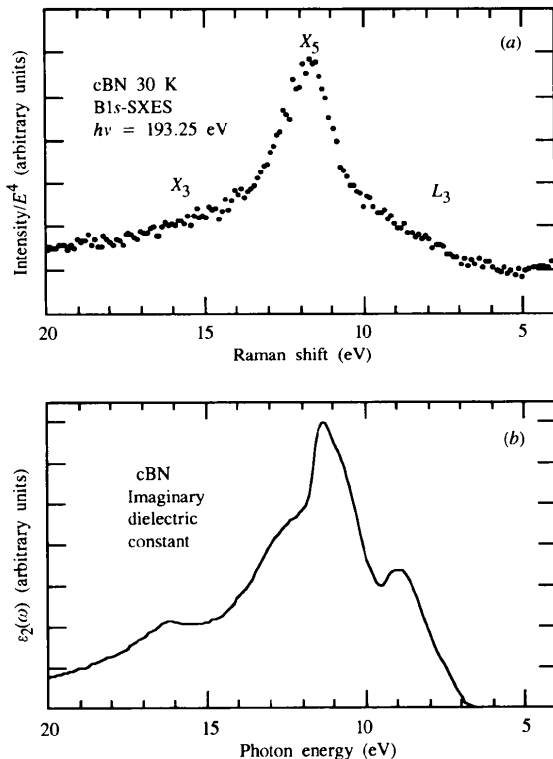 (a)
X5
cBN 30 K
B1s-SXES
hν = 193.25 eV
X3
L3
Intensity/E^4 (arbitrary units)
20 15 10 5
Raman shift (eV)
(b)
cBN
Imaginary
dielectric
constant
ε2(ω) (arbitrary units)
20 15 10 5
Photon energy (eV)